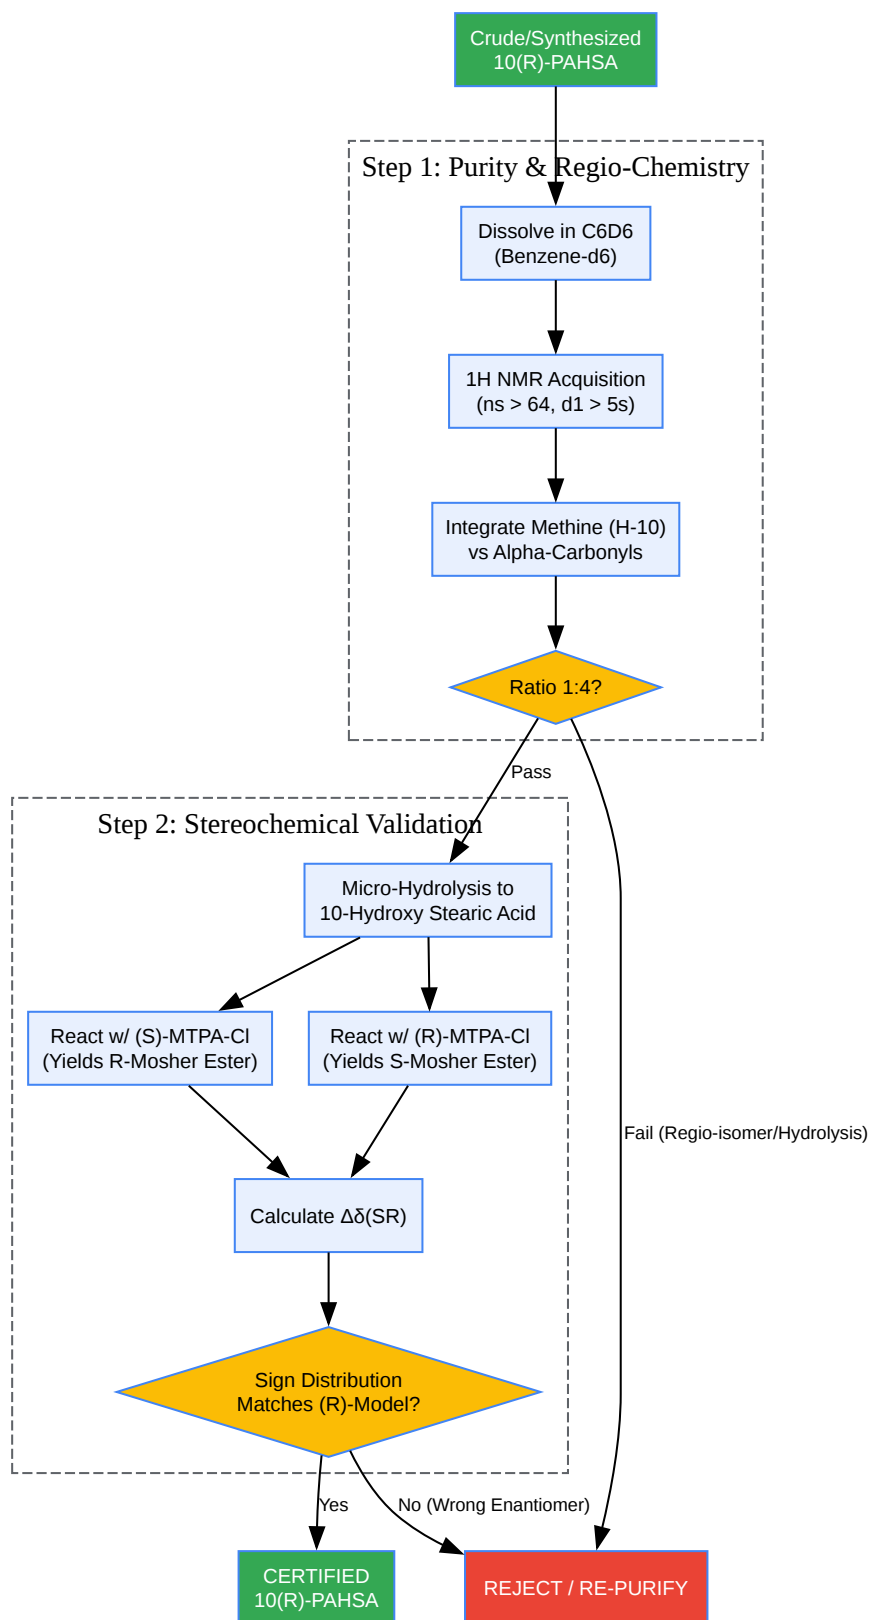 Crude/Synthesized
10(R)-PAHSA
Step 1: Purity & Regio-Chemistry
Dissolve in C6D6
(Benzene-d6)
1H NMR Acquisition
(ns > 64, d1 > 5s)
Integrate Methine (H-10)
vs Alpha-Carbonyls
Ratio 1:4?
Pass
Step 2: Stereochemical Validation
Micro-Hydrolysis to
10-Hydroxy Stearic Acid
React w/ (S)-MTPA-Cl
(Yields R-Mosher Ester)
React w/ (R)-MTPA-Cl
(Yields S-Mosher Ester)
Fail (Regio-isomer/Hydrolysis)
Calculate Δδ(SR)
Sign Distribution
Matches (R)-Model?
Yes
No (Wrong Enantiomer)
CERTIFIED
10(R)-PAHSA
REJECT / RE-PURIFY